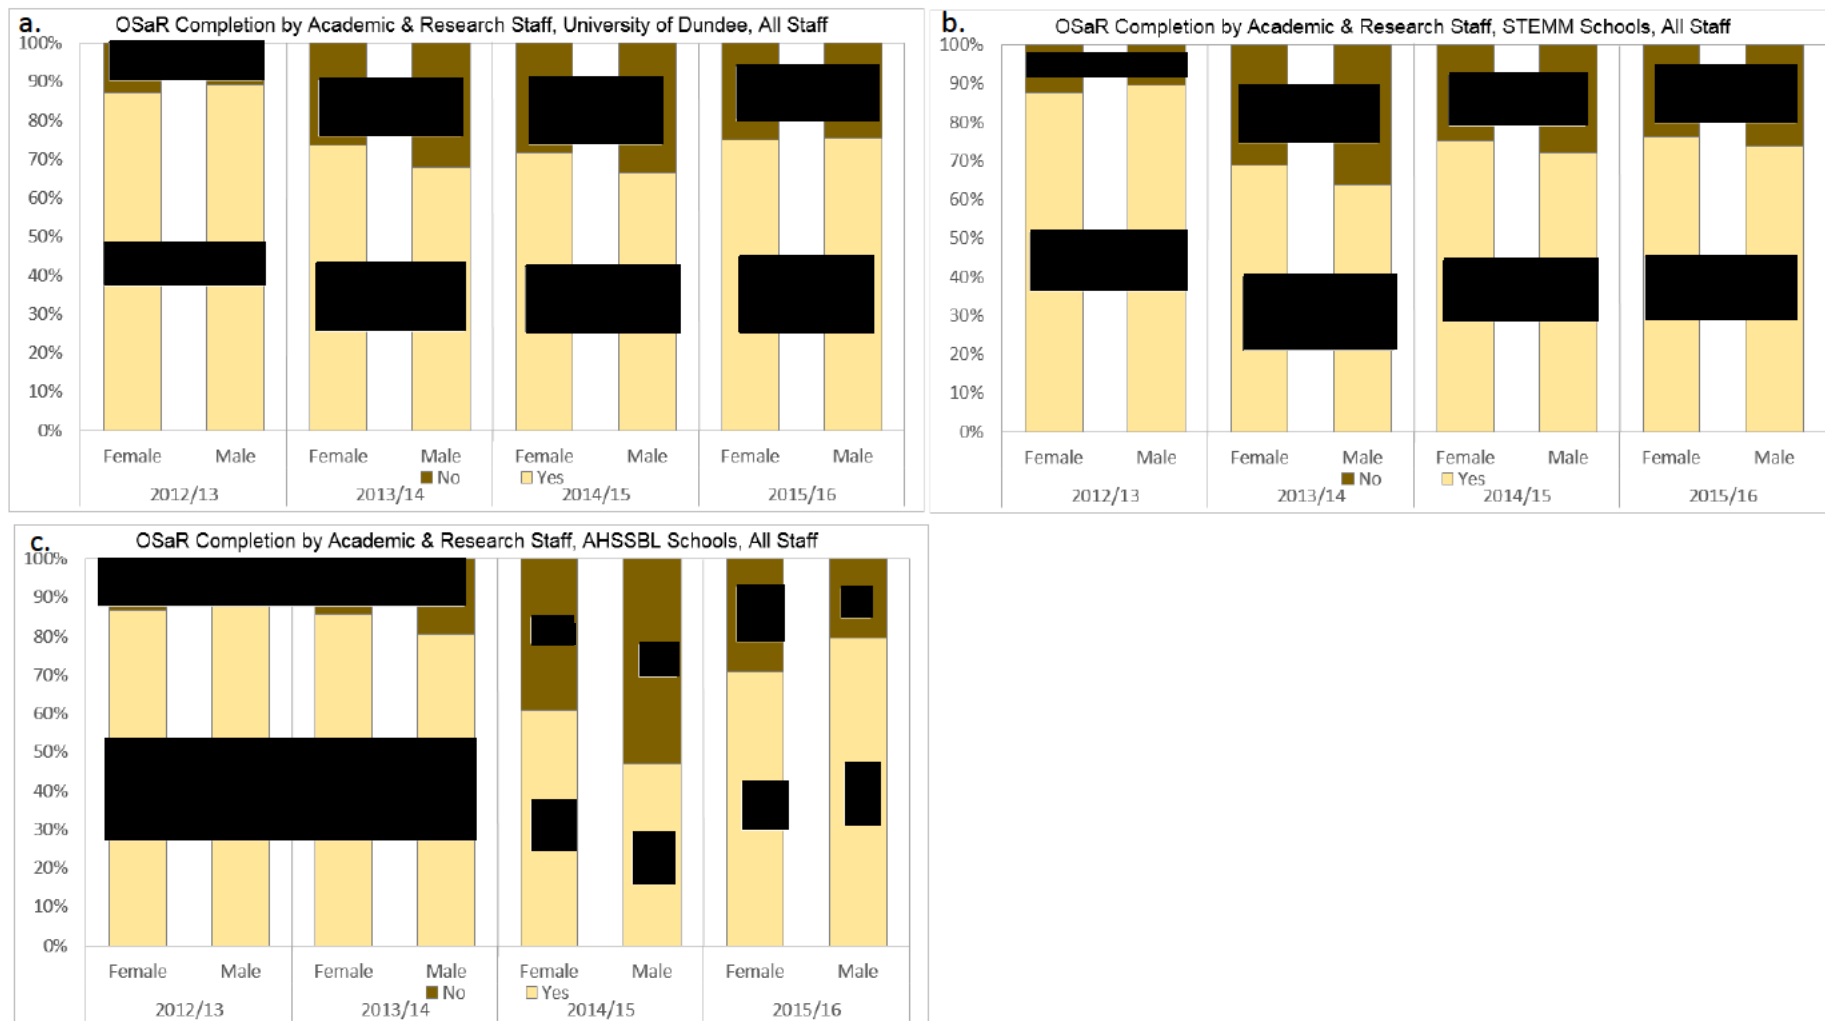 a.
OSaR Completion by Academic & Research Staff, University of Dundee, All Staff
100%
90%
80%
70%
60%
50%
40%
30%
20%
10%
0%
Female Male Female Male Female Male Female Male
No Yes
2012/13 2013/14 2014/15 2015/16
b.
OSaR Completion by Academic & Research Staff, STEMM Schools, All Staff
100%
90%
80%
70%
60%
50%
40%
30%
20%
10%
0%
Female Male Female Male Female Male Female Male
No Yes
2012/13 2013/14 2014/15 2015/16
c.
OSaR Completion by Academic & Research Staff, AHSSBL Schools, All Staff
100%
90%
80%
70%
60%
50%
40%
30%
20%
10%
0%
Female Male Female Male Female Male Female Male
No Yes
2012/13 2013/14 2014/15 2015/16